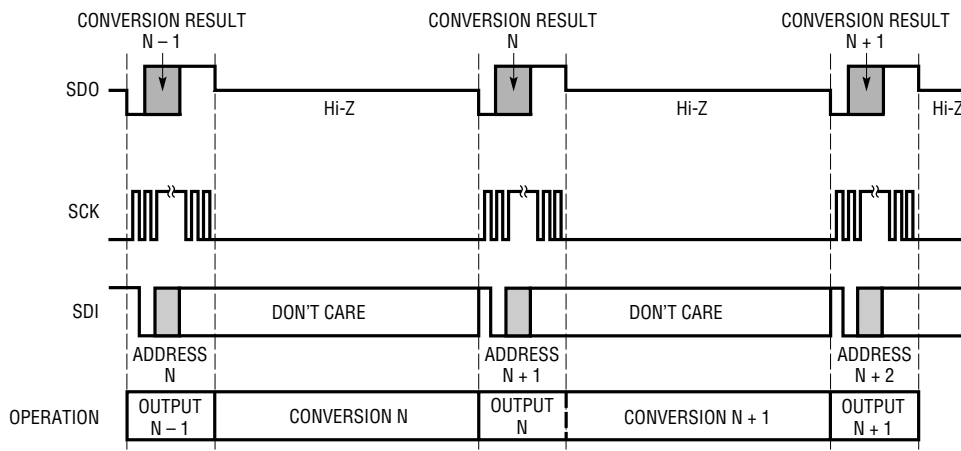 CONVERSION RESULT
N – 1
CONVERSION RESULT
N
CONVERSION RESULT
N + 1
SDO
Hi-Z
Hi-Z
Hi-Z
SCK
SDI
DON'T CARE
DON'T CARE
ADDRESS
N
ADDRESS
N + 1
ADDRESS
N + 2
OPERATION
OUTPUT
N – 1
CONVERSION N
OUTPUT
N
CONVERSION N + 1
OUTPUT
N + 1